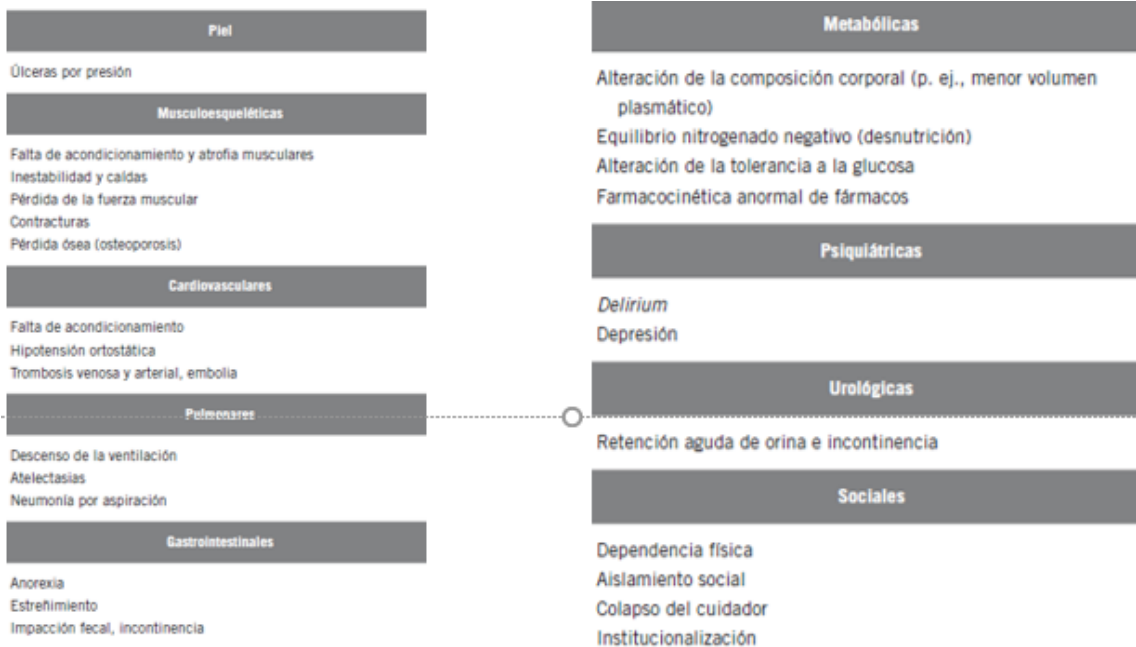 Piel
Úlceras por presión
Musculoesqueléticas
Falta de acondicionamiento y atrofia musculares
Inestabilidad y caídas
Pérdida de la fuerza muscular
Contracturas
Pérdida ósea (osteoporosis)
Cardiovasculares
Falta de acondicionamiento
Hipotensión ortostática
Trombosis venosa y arterial, embolia
Pulmonares
Descenso de la ventilación
Atelectasias
Neumonía por aspiración
Gastrointestinales
Anorexia
Estreñimiento
Impacción fecal, incontinencia
Metabólicas
Alteración de la composición corporal (p. ej., menor volumen
plasmático)
Equilibrio nitrogenado negativo (desnutrición)
Alteración de la tolerancia a la glucosa
Farmacocinética anormal de fármacos
Psiquiátricas
Delirium
Depresión
Urológicas
Retención aguda de orina e incontinencia
Sociales
Dependencia física
Aislamiento social
Colapso del cuidador
Institucionalización